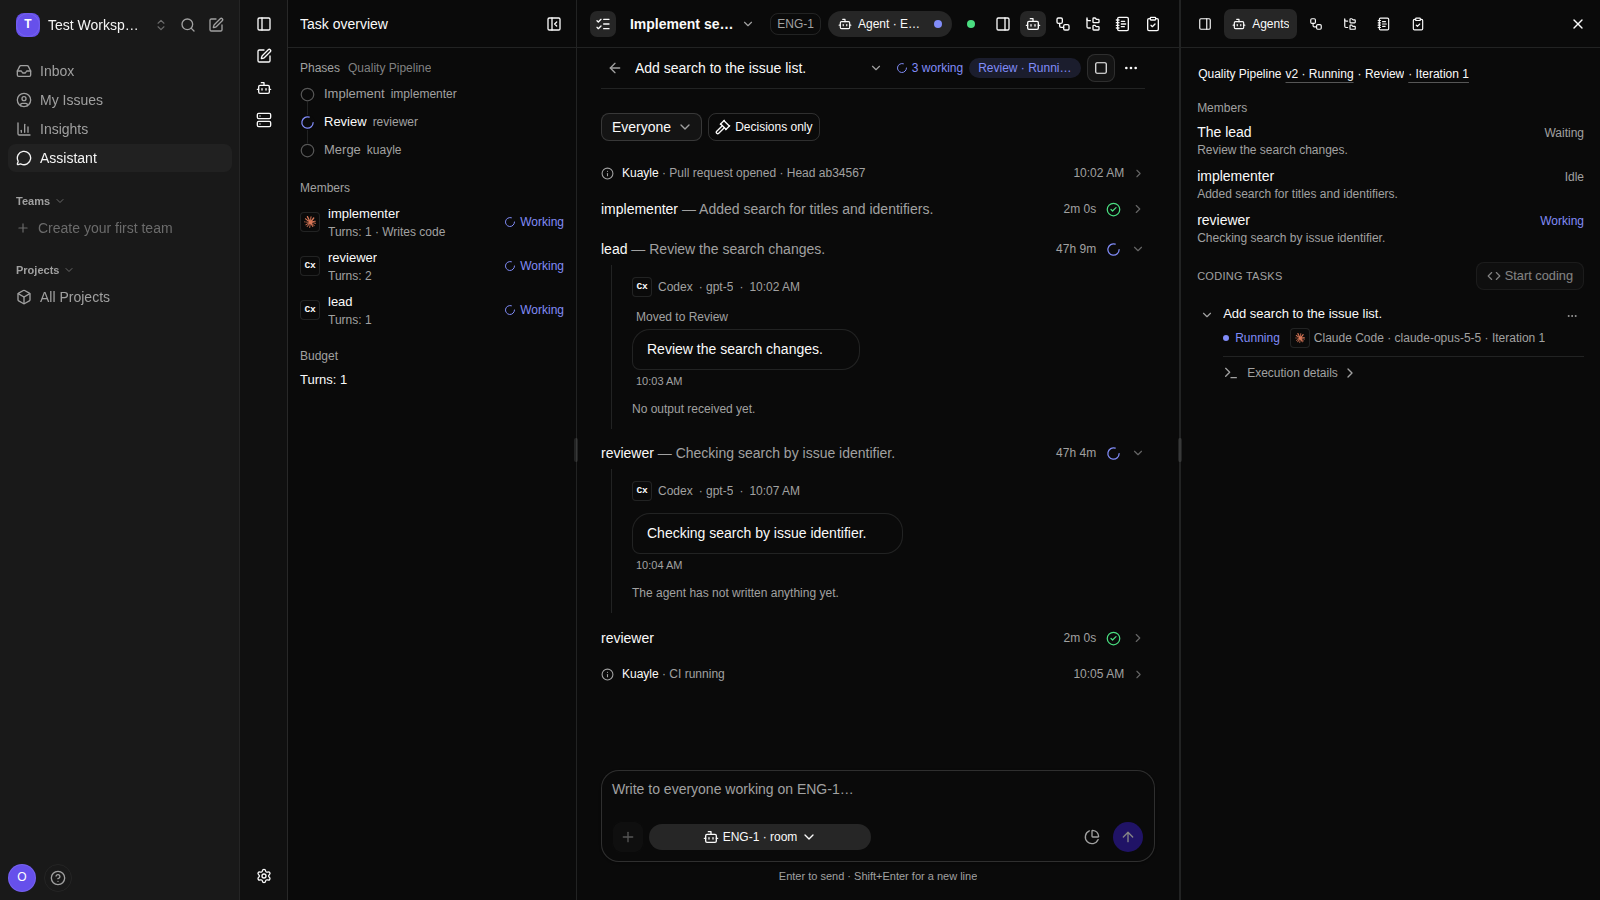 T
Test Worksp…
Inbox
My Issues
Insights
Assistant
Teams
Create your first team
Projects
All Projects
O
Task overview
Phases Quality Pipeline
Implement implementer
Review reviewer
Merge kuayle
Members
implementer
Turns: 1 · Writes code
Working
Cx
reviewer
Turns: 2
Working
Cx
lead
Turns: 1
Working
Budget
Turns: 1
Implement se…
ENG-1
Agent · E…
Add search to the issue list.
3 working
Review · Runni…
Everyone
Decisions only
Kuayle · Pull request opened · Head ab34567
10:02 AM
implementer — Added search for titles and identifiers.
2m 0s
lead — Review the search changes.
47h 9m
Cx
Codex · gpt-5 · 10:02 AM
Moved to Review
Review the search changes.
10:03 AM
No output received yet.
reviewer — Checking search by issue identifier.
47h 4m
Cx
Codex · gpt-5 · 10:07 AM
Checking search by issue identifier.
10:04 AM
The agent has not written anything yet.
reviewer
2m 0s
Kuayle · CI running
10:05 AM
Write to everyone working on ENG-1…
ENG-1 · room
Enter to send · Shift+Enter for a new line
Agents
Quality Pipeline v2 · Running · Review · Iteration 1
Members
The lead
Waiting
Review the search changes.
implementer
Idle
Added search for titles and identifiers.
reviewer
Working
Checking search by issue identifier.
CODING TASKS
Start coding
Add search to the issue list.
Running
Claude Code · claude-opus-5-5 · Iteration 1
Execution details